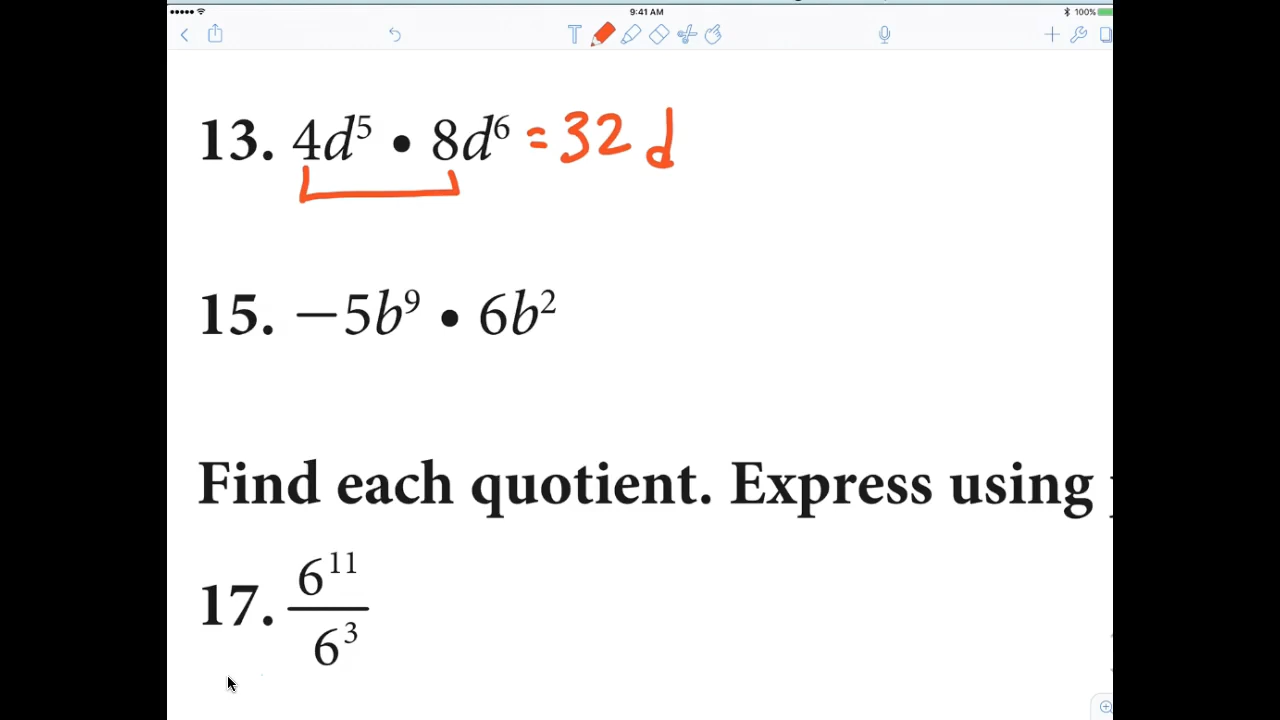 9:41 AM
100%
T
13. 4d⁵ • 8d⁶ = 32 d
15. −5b⁹ • 6b²
Find each quotient. Express using
17. 6¹¹
6³